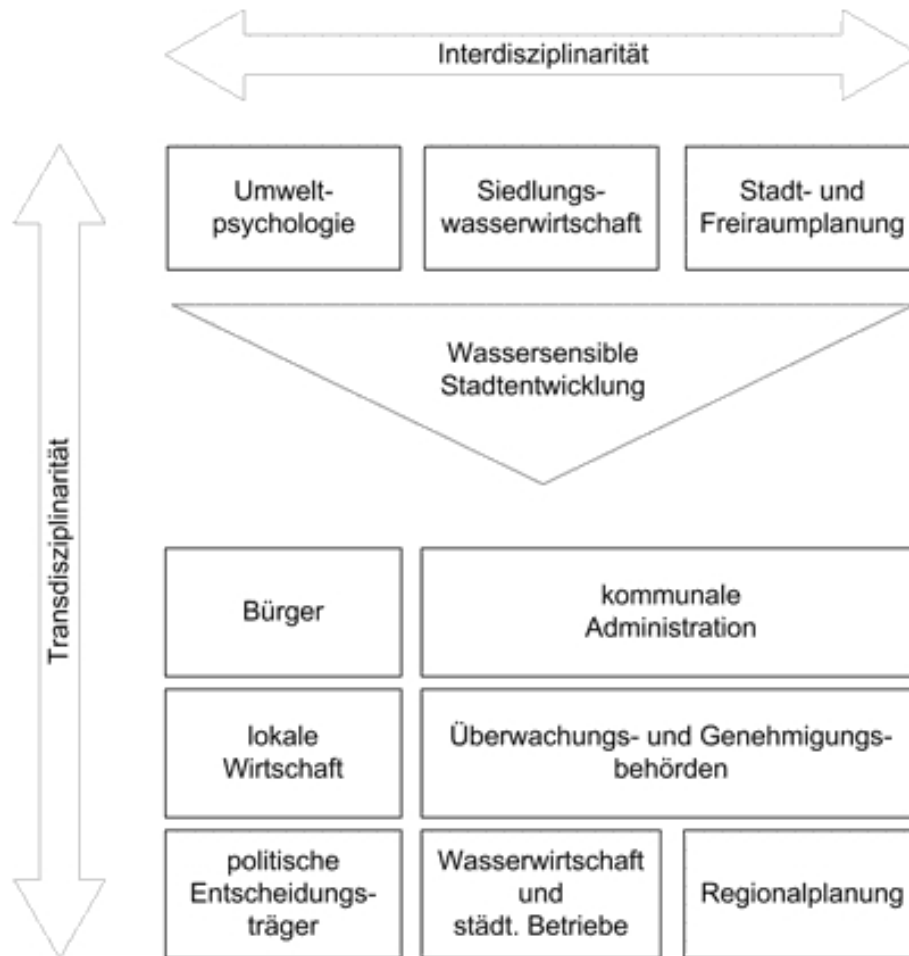 Interdisziplinarität
Transdisziplinarität
Umwelt-
psychologie
Siedlungs-
wasserwirtschaft
Stadt- und
Freiraumplanung
Wassersensible
Stadtentwicklung
Bürger
kommunale
Administration
lokale
Wirtschaft
Überwachungs- und Genehmigungs-
behörden
politische
Entscheidungs-
träger
Wasserwirtschaft
und
städt. Betriebe
Regionalplanung